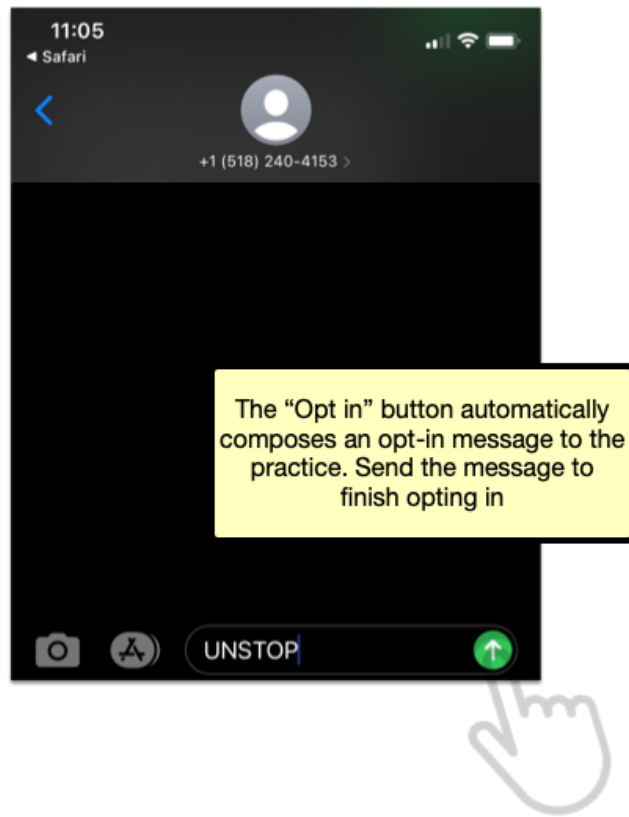 11:05
◀ Safari
+1 (518) 240-4153 >
The “Opt in” button automatically
composes an opt-in message to the
practice. Send the message to
finish opting in
UNSTOP